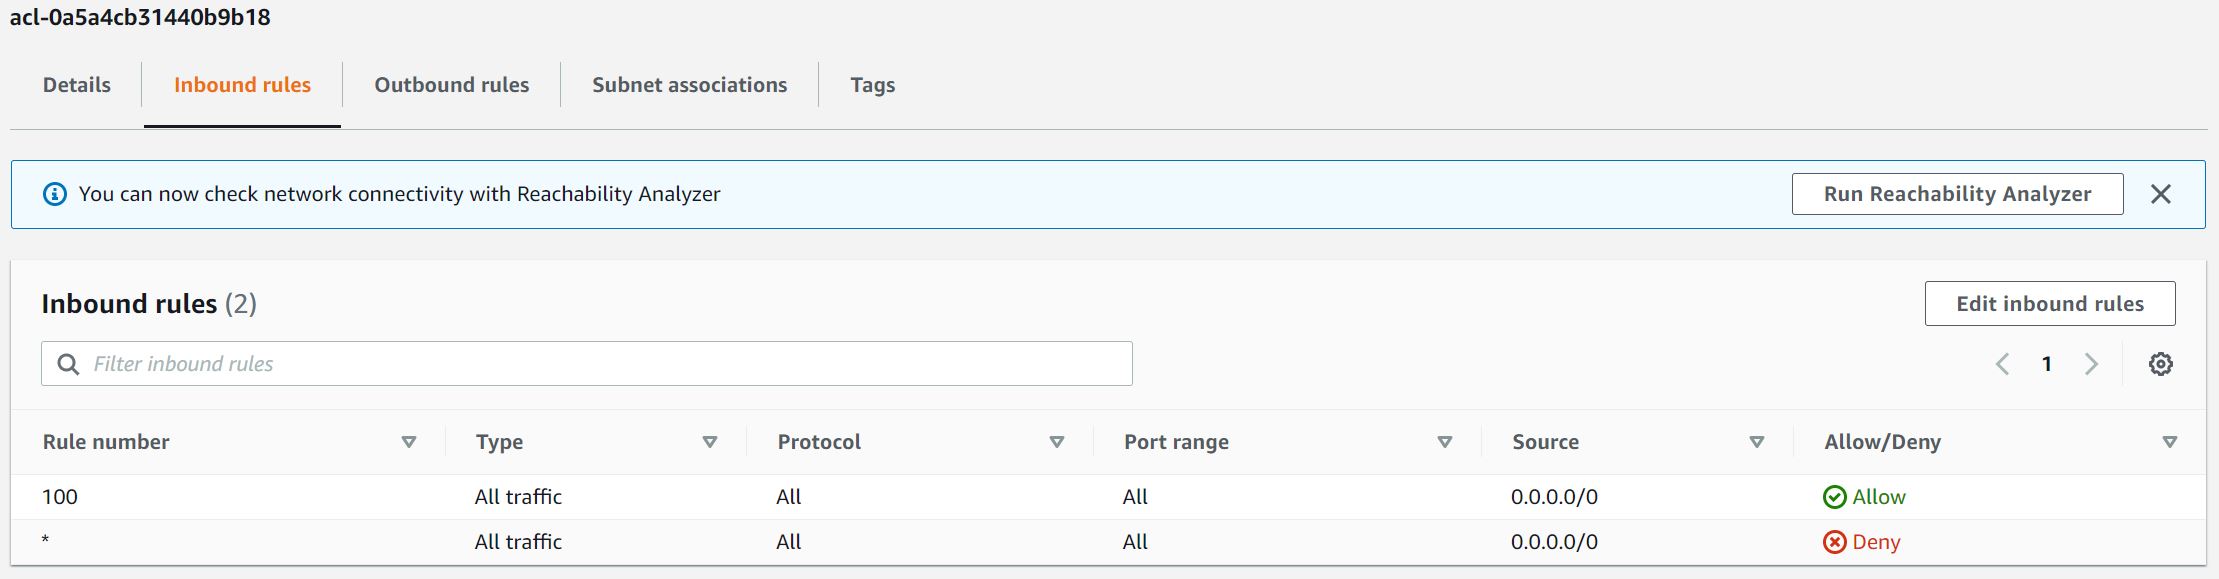 acl-0a5a4cb31440b9b18
Details Inbound rules Outbound rules Subnet associations Tags
You can now check network connectivity with Reachability Analyzer Run Reachability Analyzer
Inbound rules (2) Edit inbound rules
Filter inbound rules 1
Rule number Type Protocol Port range Source Allow/Deny
100 All traffic All All 0.0.0.0/0 Allow
* All traffic All All 0.0.0.0/0 Deny